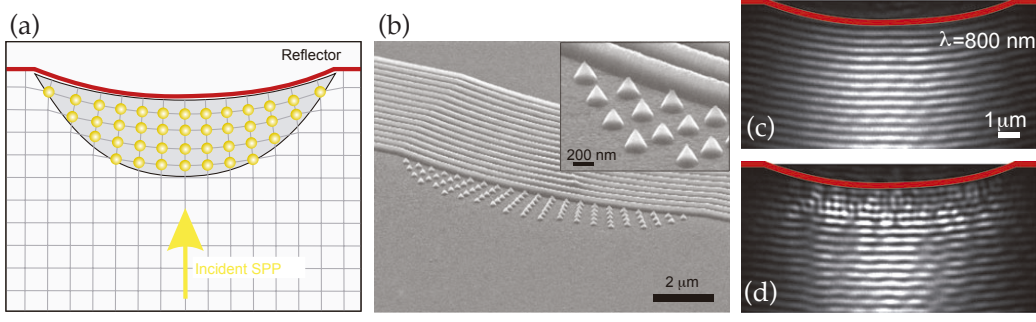 (a)
Reflector
Incident SPP
(b)
200 nm
2 μm
(c)
λ=800 nm
1μm
(d)